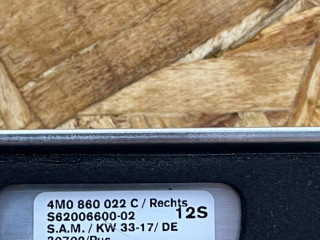 4M0 860 022 C / Rechts
S62006600-02 12S
S.A.M. / KW 33-17/ DE